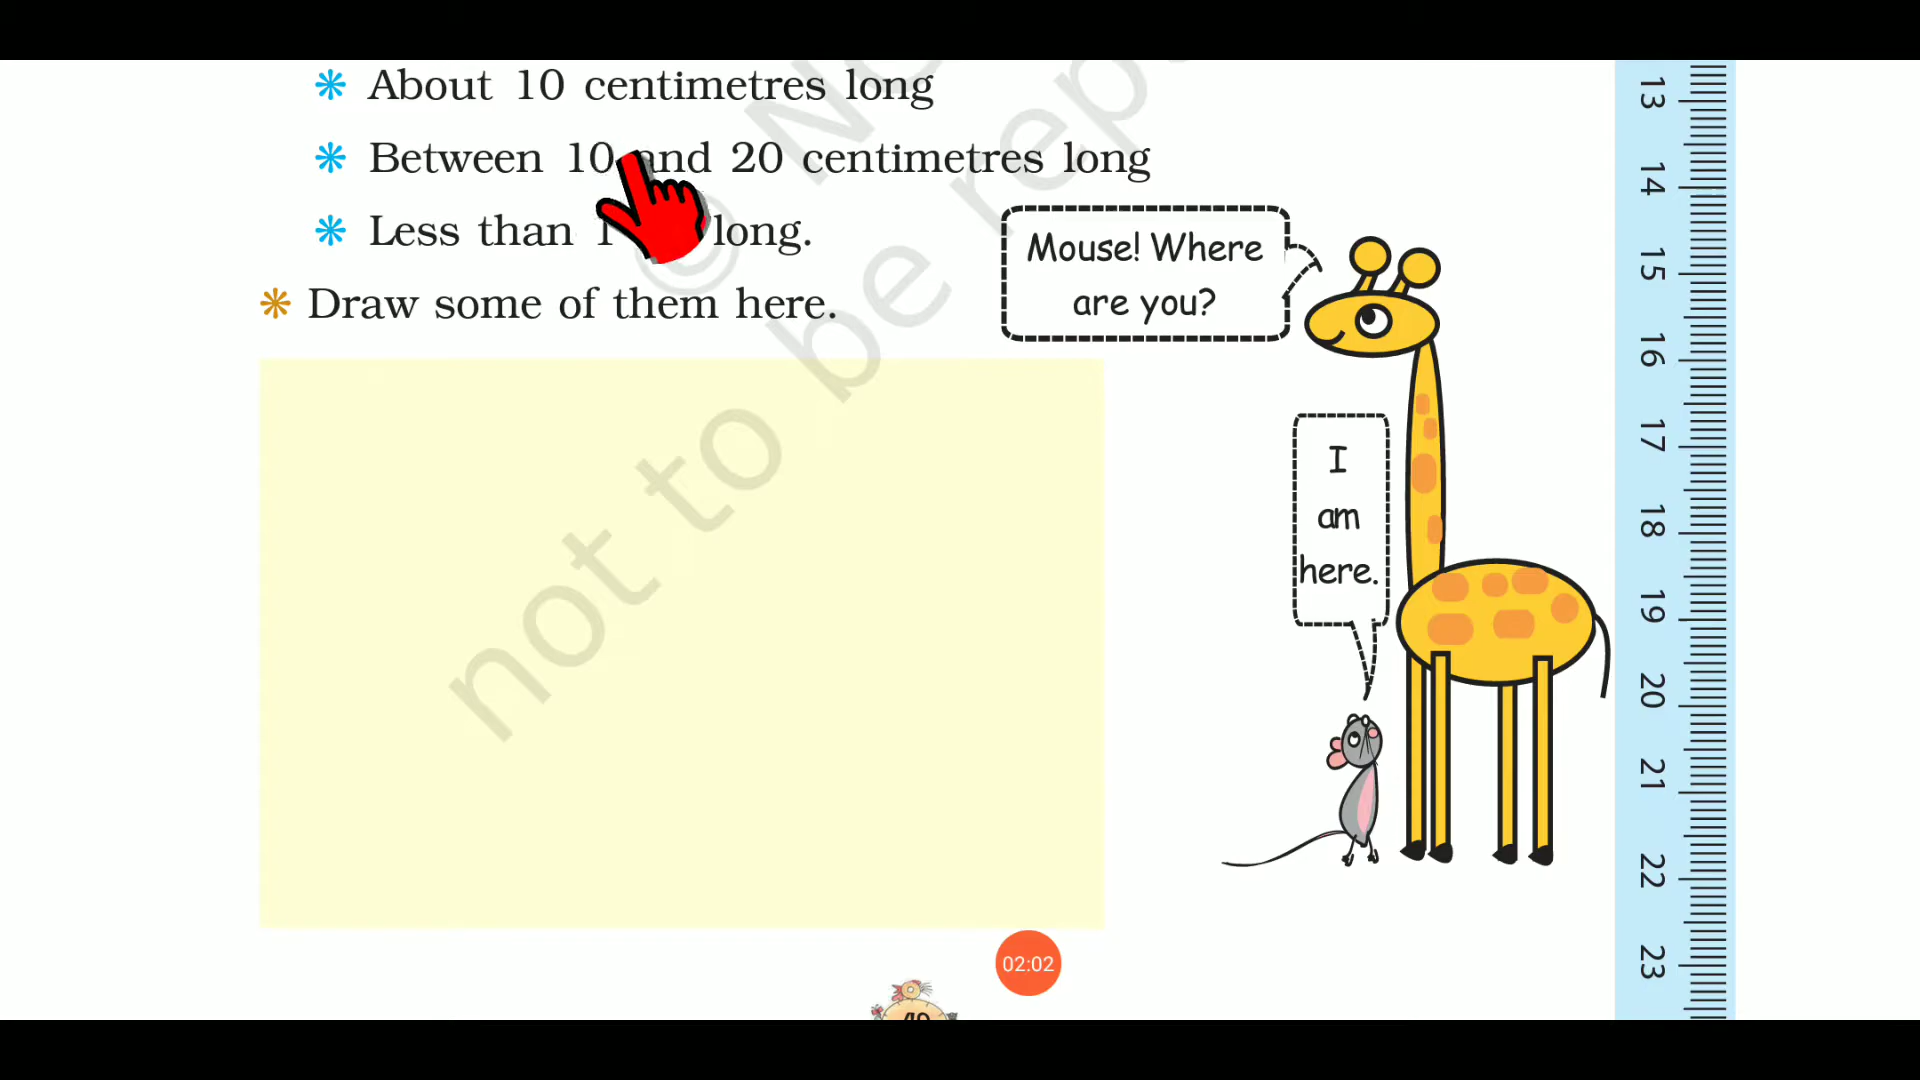 About 10 centimetres long
Between 10 and 20 centimetres long
Less than 1 long.
Draw some of them here.
Mouse! Where
are you?
I
am
here.
13
14
15
16
17
18
19
20
21
22
23
not to be
02:02